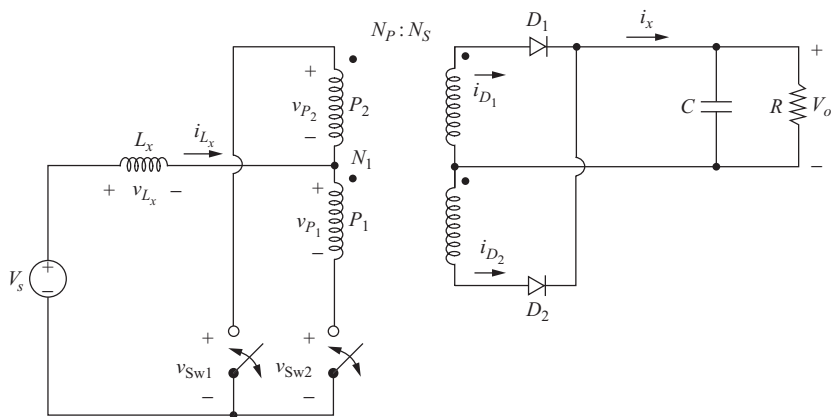 N_P : N_S
D_1
i_x
+
v_{P_2}
−
P_2
i_{D_1}
C
R
+
V_o
−
L_x
i_{L_x}
N_1
+ v_{L_x} −
+
v_{P_1}
−
P_1
i_{D_2}
D_2
V_s
+
−
+
v_{Sw1}
−
+
v_{Sw2}
−